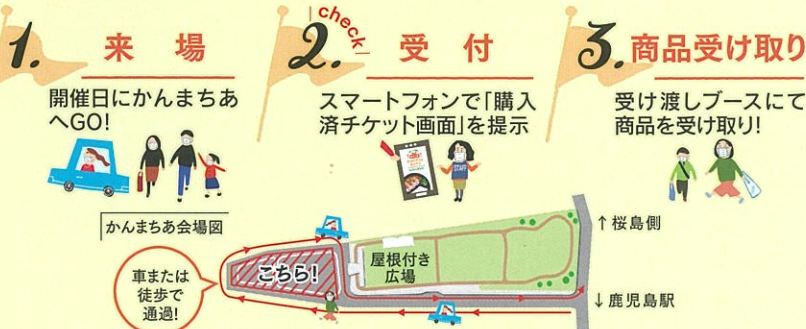 1. 来場
開催日にかんまちあ
へGO!
check
2. 受付
スマートフォンで「購入
済チケット画面」を提示
STAFF
3. 商品受け取り
受け渡しブースにて
商品を受け取り!
かんまちあ会場図
車または
徒歩で
通過!
こちら!
屋根付き
広場
↑桜島側
↓鹿児島駅